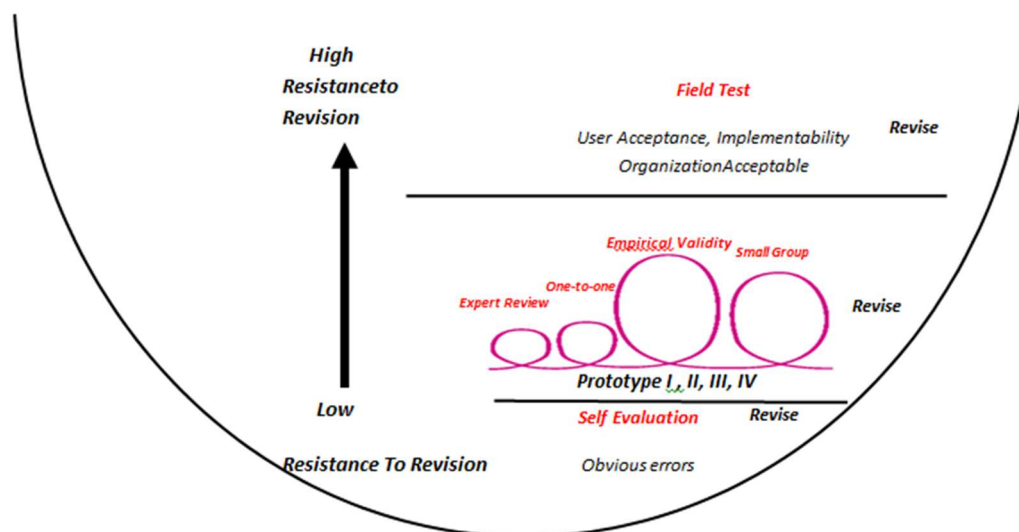 High
Resistanceto
Revision
Field Test
Revise
User Acceptance, Implementability
OrganizationAcceptable
Empirical Validity
Small Group
One-to-one
Expert Review
Revise
Prototype I , II, III, IV
Low
Self Evaluation
Revise
Resistance To Revision
Obvious errors